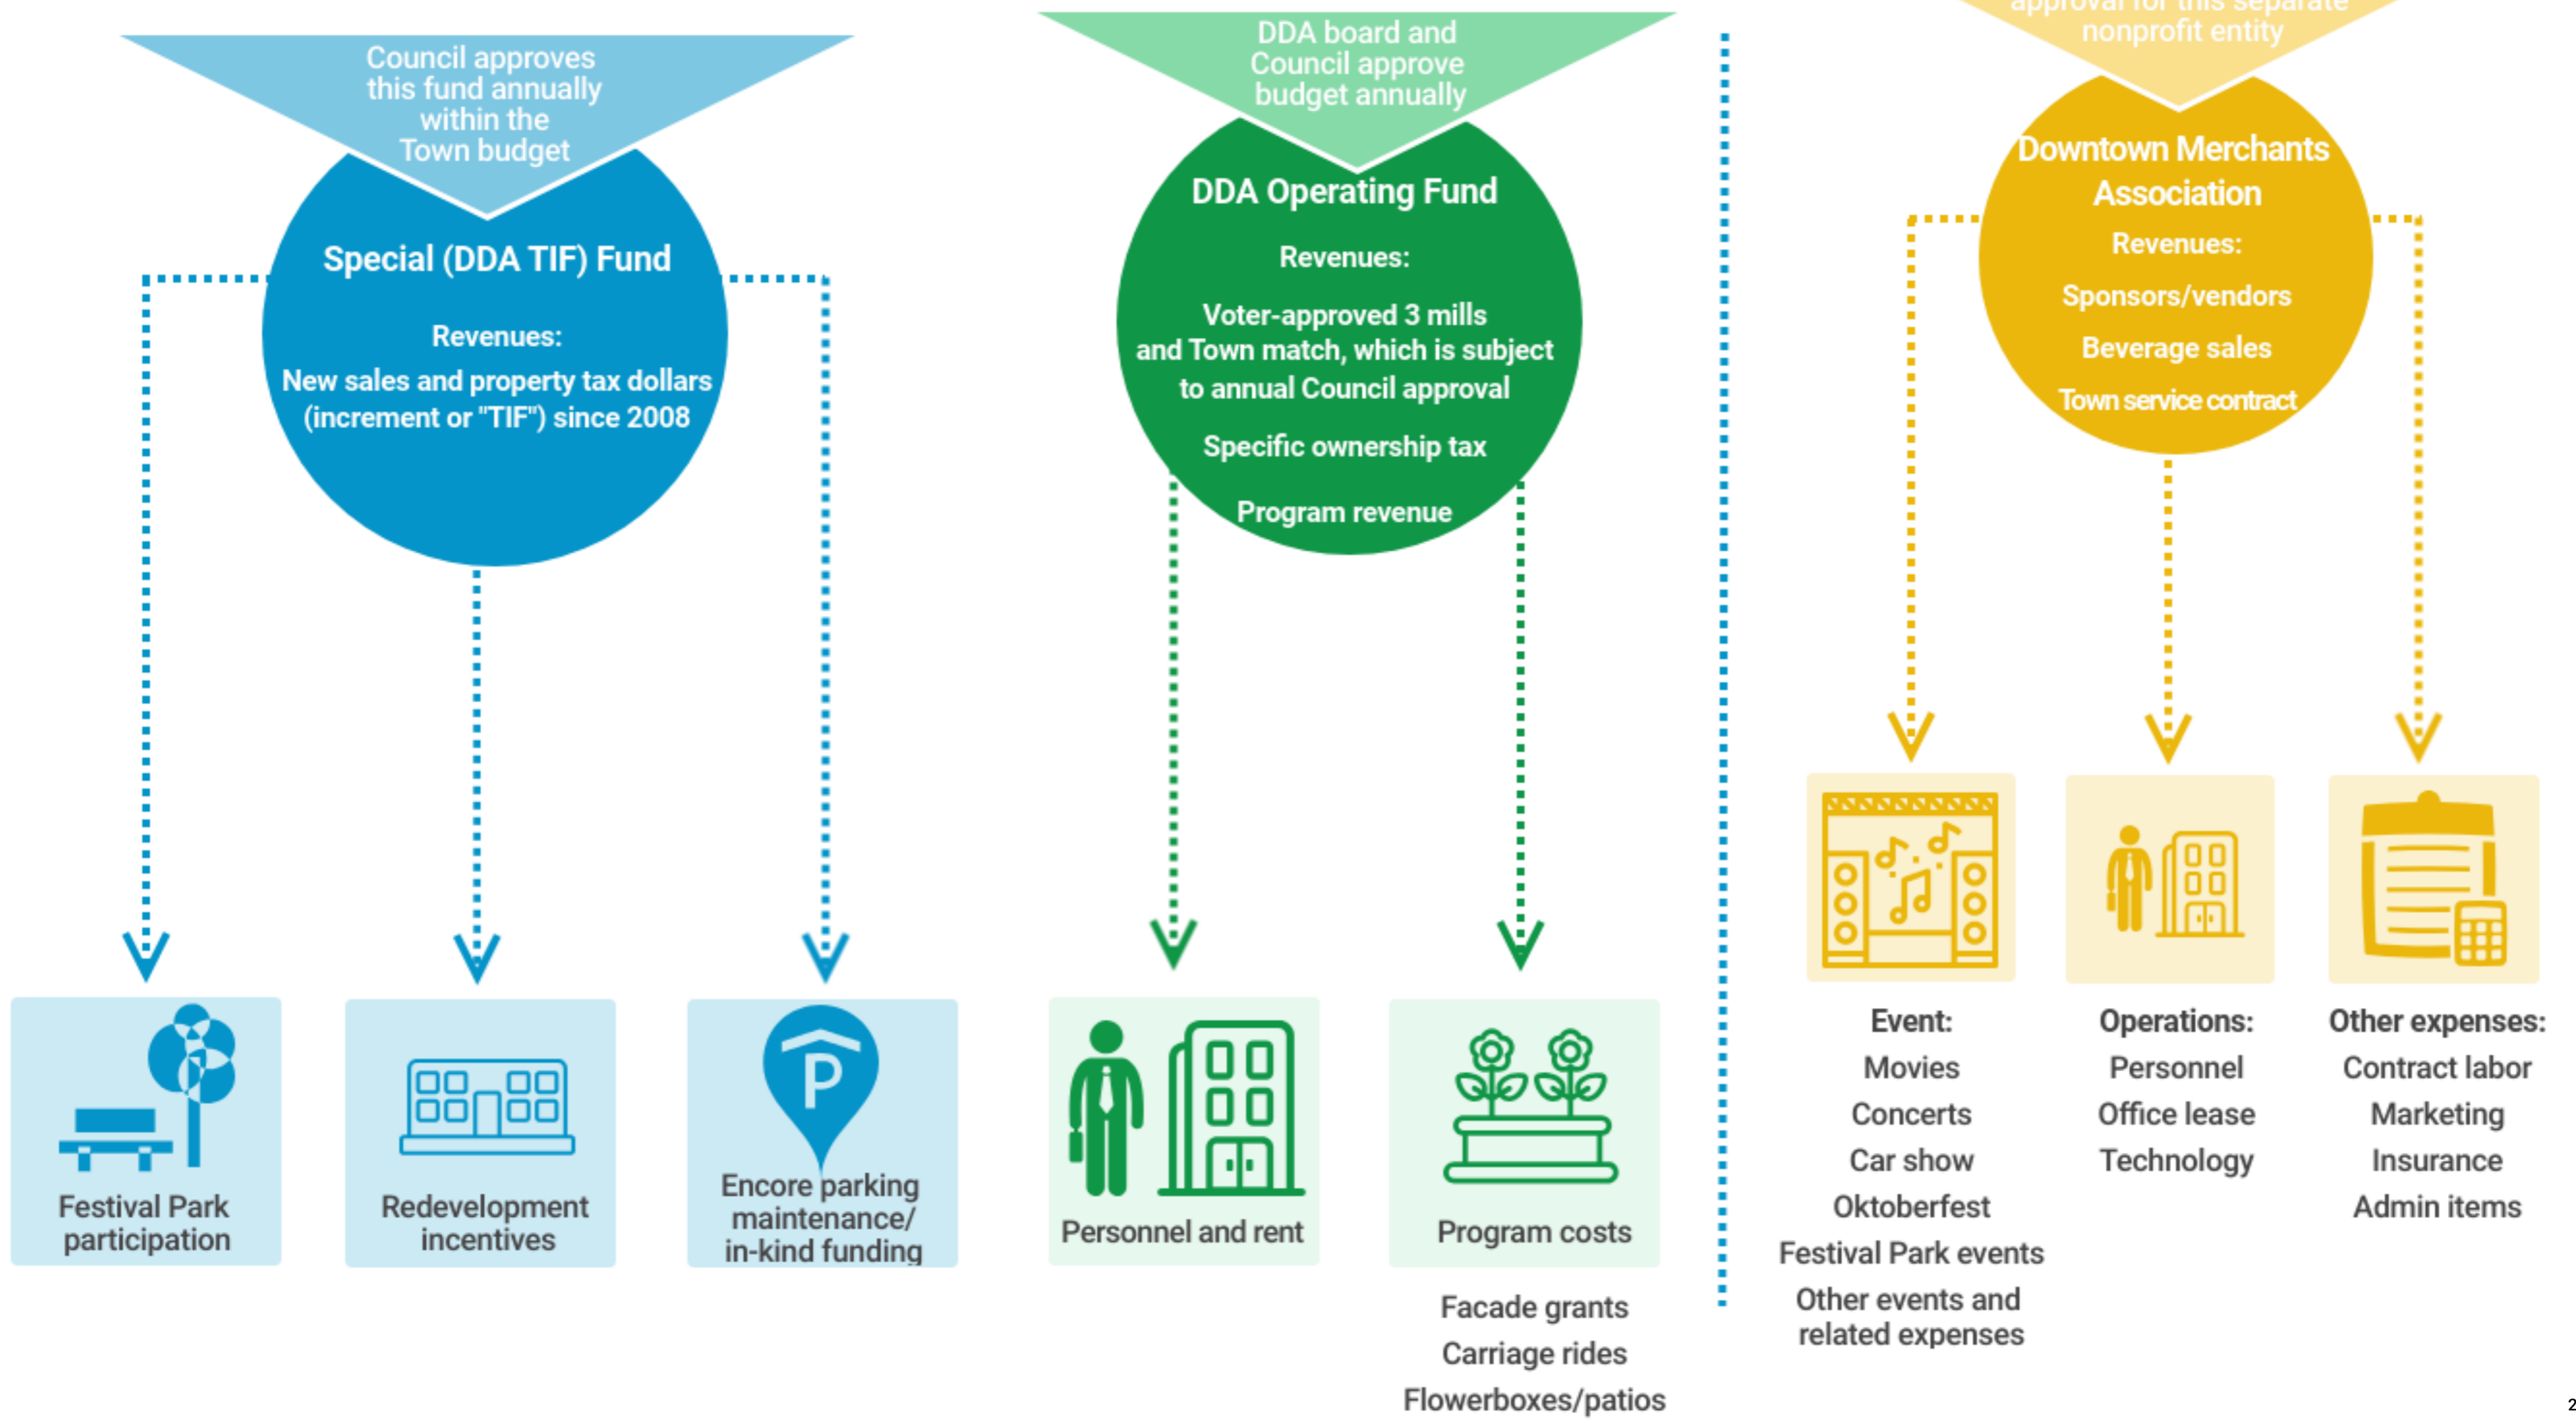 Council approves
this fund annually
within the
Town budget
Special (DDA TIF) Fund
Revenues:
New sales and property tax dollars
(increment or "TIF") since 2008
Festival Park
participation
Redevelopment
incentives
P
Encore parking
maintenance/
in-kind funding
DDA board and
Council approve
budget annually
DDA Operating Fund
Revenues:
Voter-approved 3 mills
and Town match, which is subject
to annual Council approval
Specific ownership tax
Program revenue
Personnel and rent
Program costs
Facade grants
Carriage rides
Flowerboxes/patios
approval for this separate
nonprofit entity
Downtown Merchants
Association
Revenues:
Sponsors/vendors
Beverage sales
Town service contract
Event:
Movies
Concerts
Car show
Oktoberfest
Festival Park events
Other events and
related expenses
Operations:
Personnel
Office lease
Technology
Other expenses:
Contract labor
Marketing
Insurance
Admin items
2